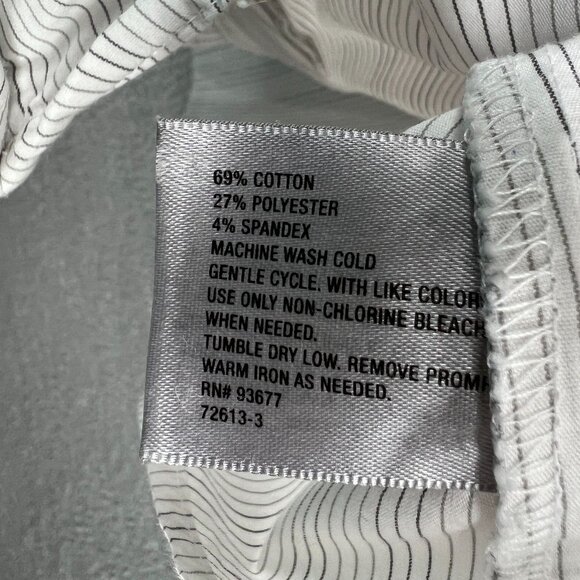 69% COTTON
27% POLYESTER
4% SPANDEX
MACHINE WASH COLD
GENTLE CYCLE. WITH LIKE COLOR
USE ONLY NON-CHLORINE BLEACH
WHEN NEEDED.
TUMBLE DRY LOW. REMOVE PROMP
WARM IRON AS NEEDED.
RN# 93677
72613-3